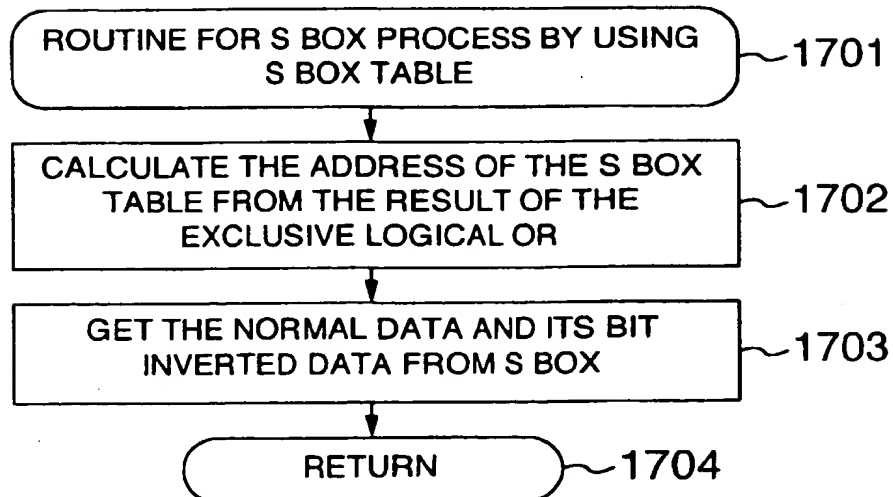 ROUTINE FOR S BOX PROCESS BY USING
S BOX TABLE
1701
CALCULATE THE ADDRESS OF THE S BOX
TABLE FROM THE RESULT OF THE
EXCLUSIVE LOGICAL OR
1702
GET THE NORMAL DATA AND ITS BIT
INVERTED DATA FROM S BOX
1703
RETURN
1704